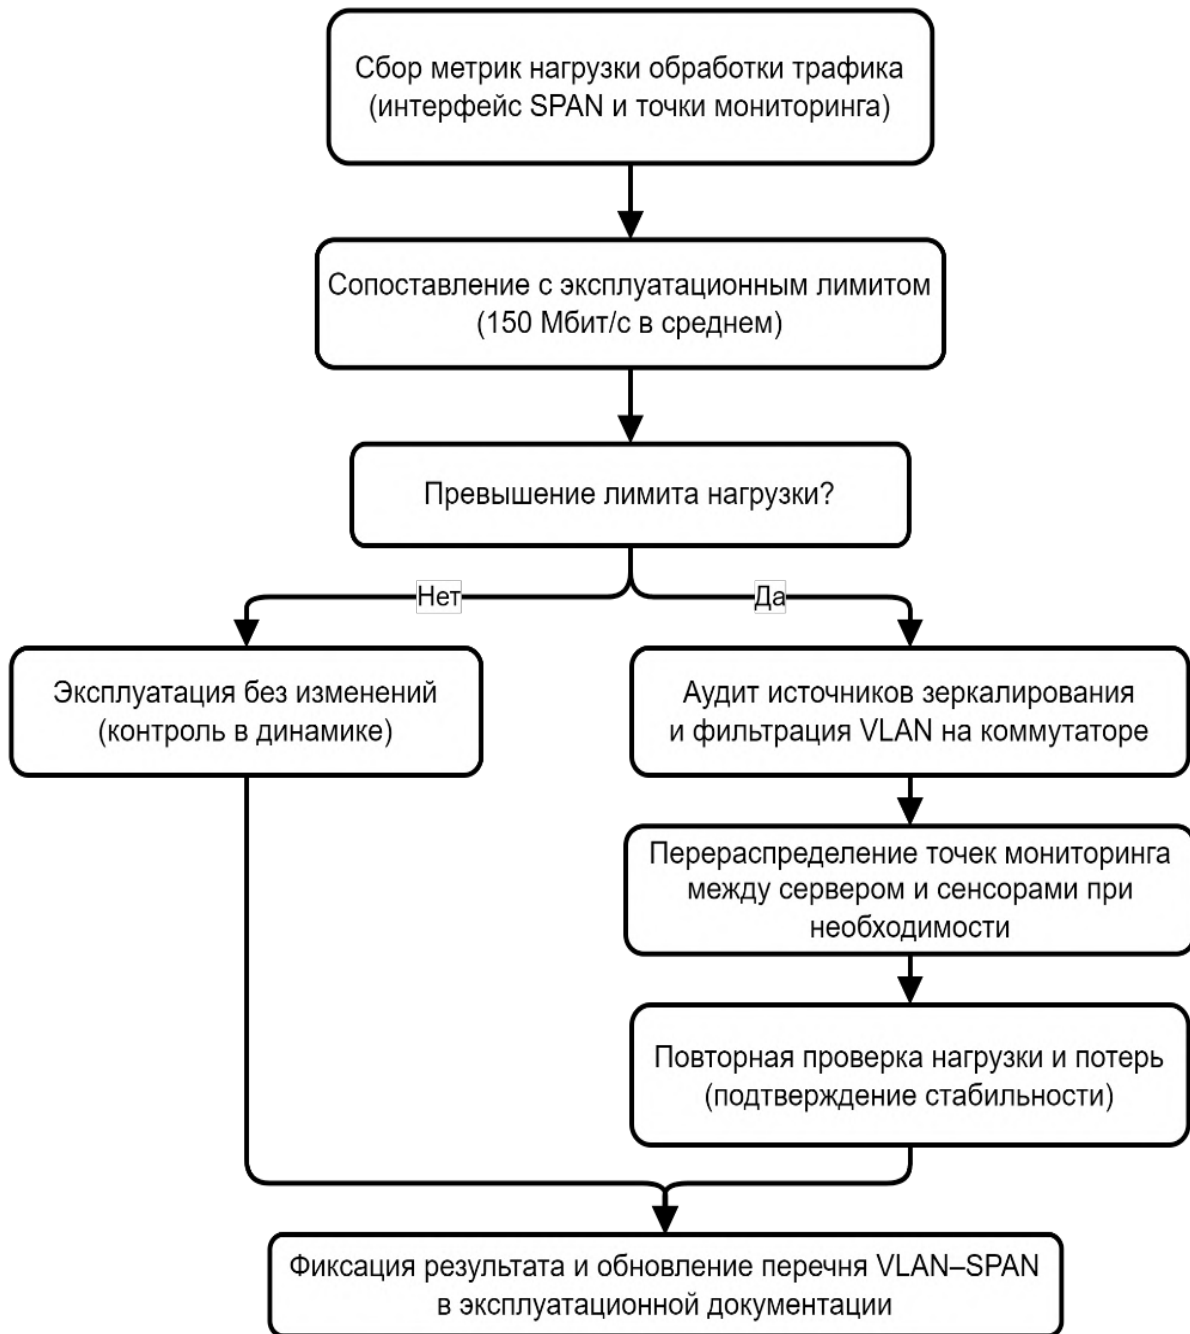 Сбор метрик нагрузки обработки трафика
(интерфейс SPAN и точки мониторинга)
Сопоставление с эксплуатационным лимитом
(150 Мбит/с в среднем)
Превышение лимита нагрузки?
Нет
Да
Эксплуатация без изменений
(контроль в динамике)
Аудит источников зеркалирования
и фильтрация VLAN на коммутаторе
Перераспределение точек мониторинга
между сервером и сенсорами при
необходимости
Повторная проверка нагрузки и потерь
(подтверждение стабильности)
Фиксация результата и обновление перечня VLAN–SPAN
в эксплуатационной документации